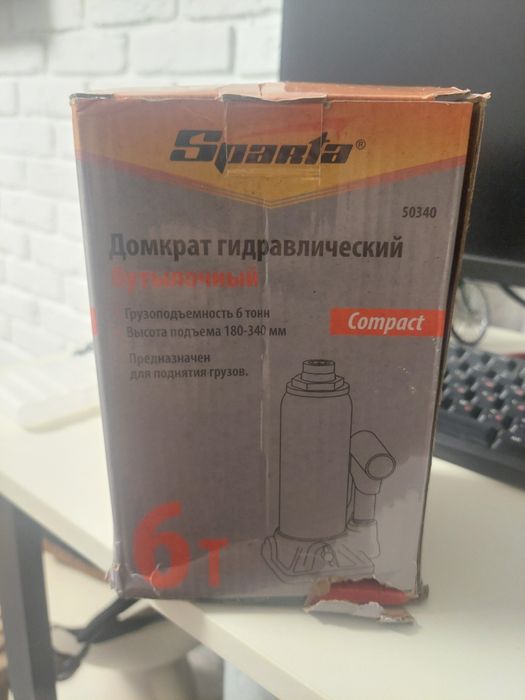 Sparta®
50340
Домкрат гидравлический
бутылочный
Грузоподъемность 6 тонн
Высота подъема 180-340 мм
Compact
Предназначен
для поднятия грузов.
6т